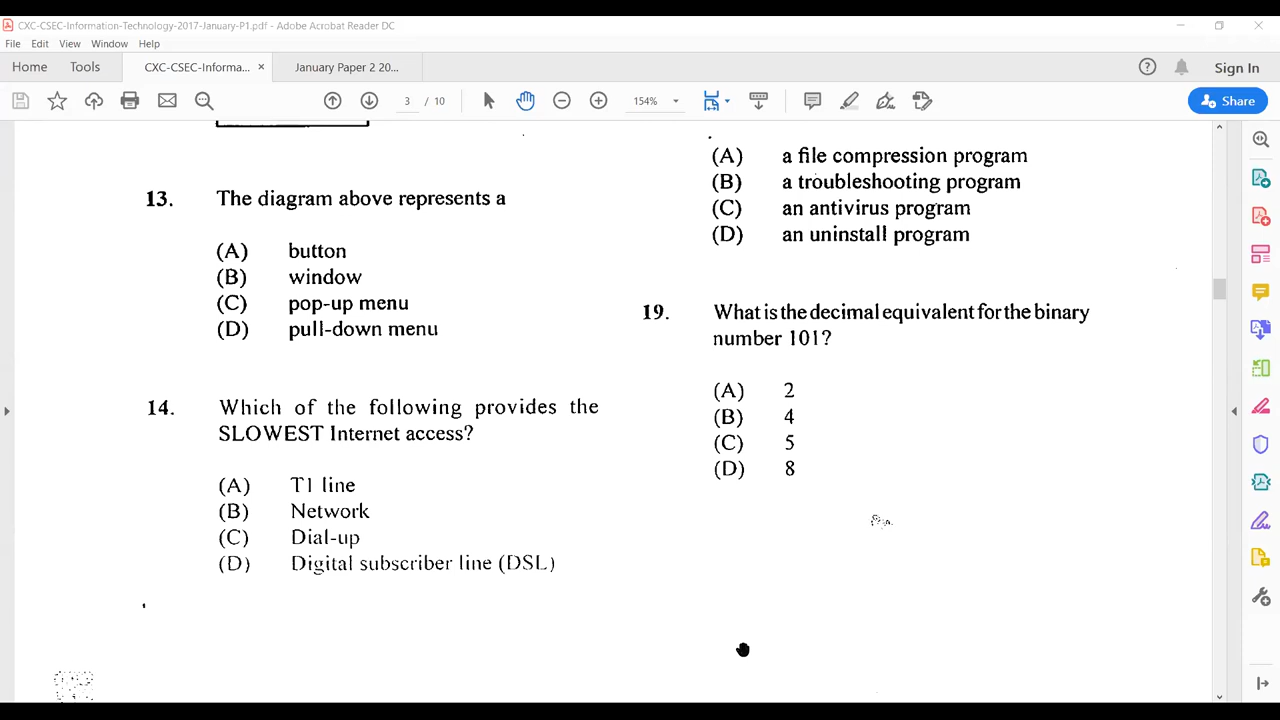 CXC-CSEC-Information-Technology-2017-January-P1.pdf - Adobe Acrobat Reader DC
File Edit View Window Help
Home Tools CXC-CSEC-Informa... × January Paper 2 20... Sign In
3 / 10 154% Share
13. The diagram above represents a
(A) button
(B) window
(C) pop-up menu
(D) pull-down menu
14. Which of the following provides the
SLOWEST Internet access?
(A) T1 line
(B) Network
(C) Dial-up
(D) Digital subscriber line (DSL)
(A) a file compression program
(B) a troubleshooting program
(C) an antivirus program
(D) an uninstall program
19. What is the decimal equivalent for the binary
number 101?
(A) 2
(B) 4
(C) 5
(D) 8